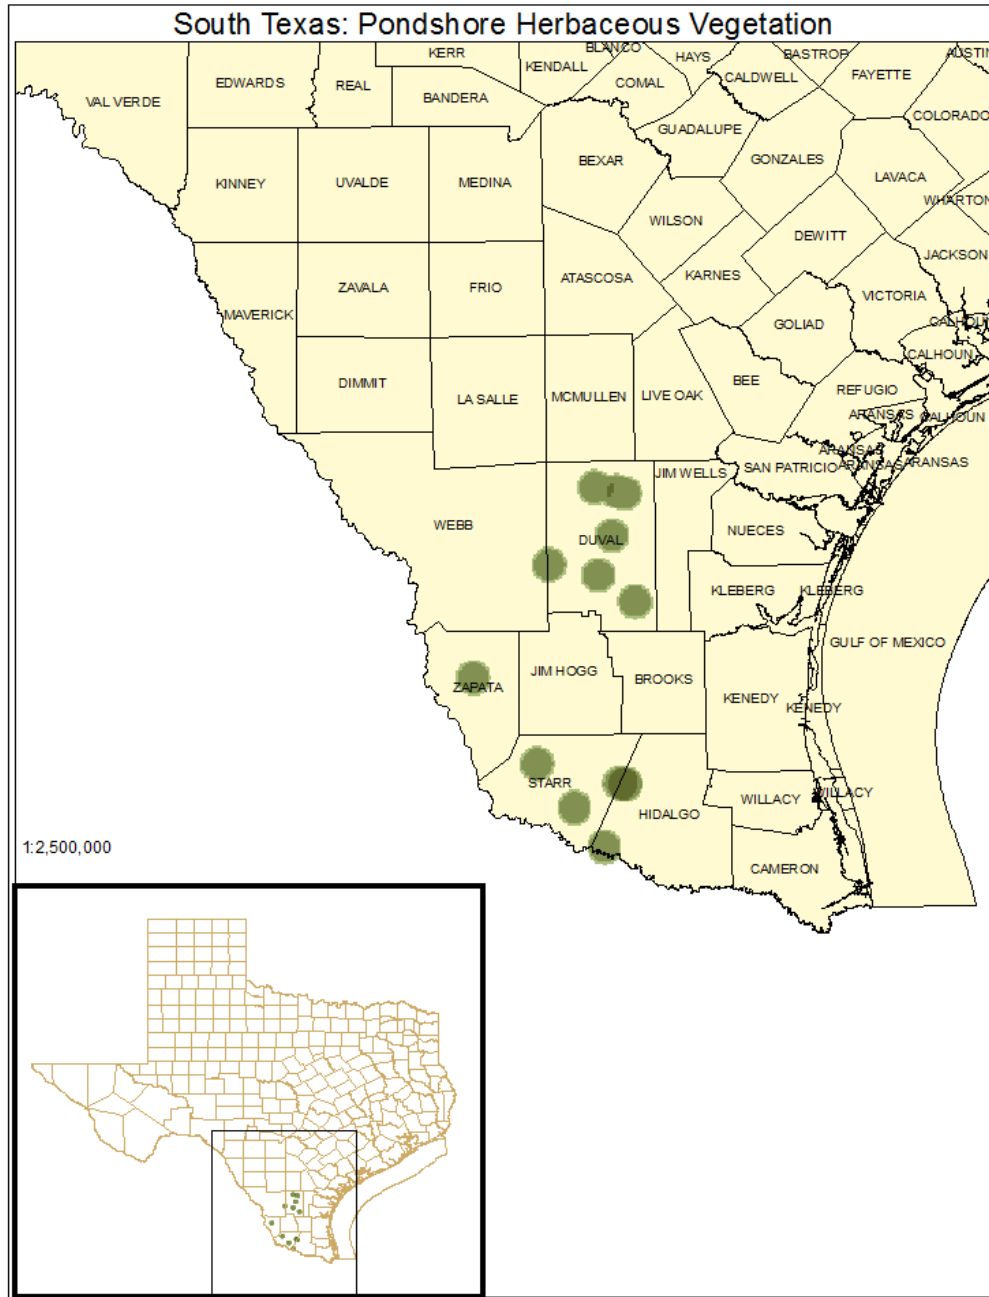 South Texas: Pondshore Herbaceous Vegetation
KERR
BLANCO
HAYS
BASTROP
AUSTIN
EDWARDS
REAL
KENDALL
COMAL
CALDWELL
FAYETTE
VAL VERDE
BANDERA
COLORADO
GUADALUPE
BEXAR
GONZALES
KINNEY
UVALDE
MEDINA
LAVACA
WHARTON
WILSON
DEWITT
JACKSON
ATASCOSA
KARNES
ZAVALA
FRIO
VICTORIA
MAVERICK
GOLIAD
CALHOUN
CALHOUN
DIMMIT
BEE
LA SALLE
MCMULLEN
LIVE OAK
REFUGIO
ARANSAS
CALHOUN
ARANSAS
SAN PATRICIO
ARANSAS
ARANSAS
JIM WELLS
WEBB
DUVAL
NUECES
KLEBERG
KLEBERG
GULF OF MEXICO
ZAPATA
JIM HOGG
BROOKS
KENEDY
KENEDY
STARR
HIDALGO
WILLACY
WILLACY
1:2,500,000
CAMERON